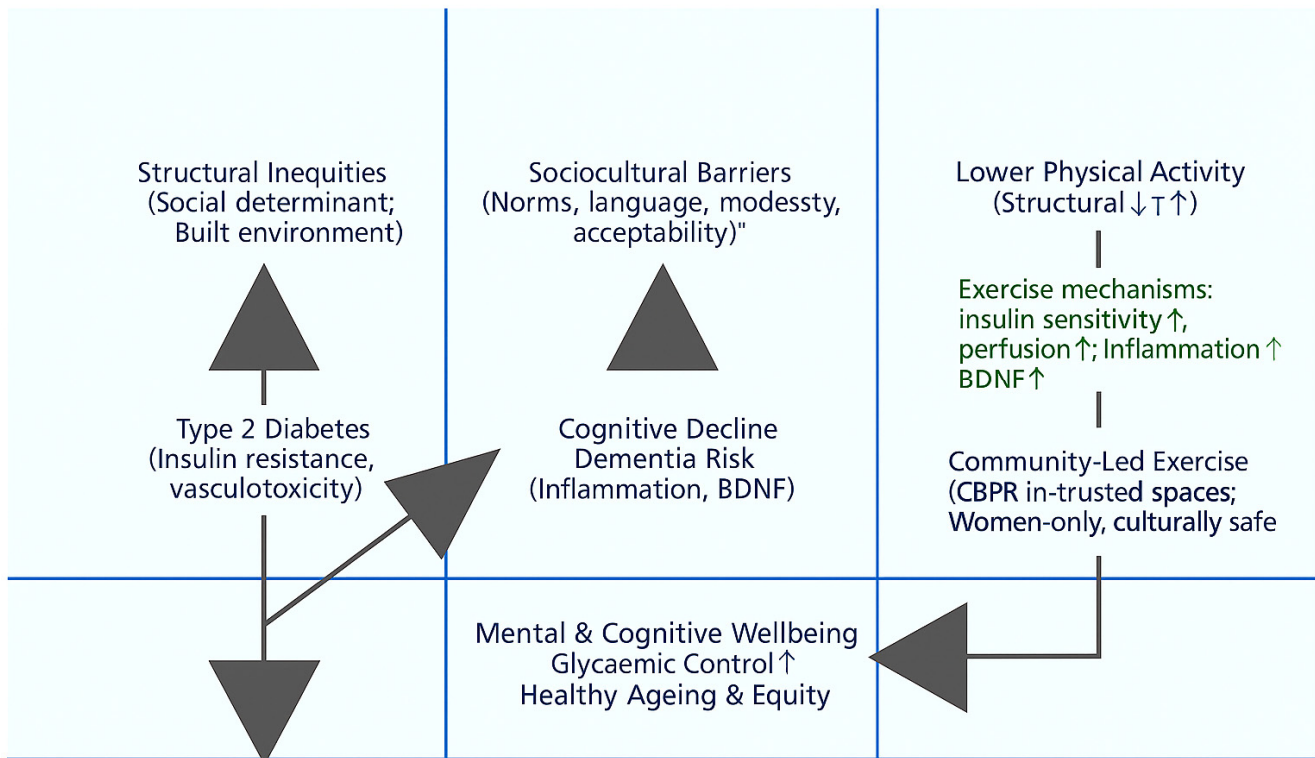 Structural Inequities
(Social determinant;
Built environment)
Sociocultural Barriers
(Norms, language, modessty,
acceptability)"
Lower Physical Activity
(Structural ↓ T ↑)
Exercise mechanisms:
insulin sensitivity ↑,
perfusion ↑; Inflammation ↑
BDNF ↑
Type 2 Diabetes
(Insulin resistance,
vasculotoxicity)
Cognitive Decline
Dementia Risk
(Inflammation, BDNF)
Community-Led Exercise
(CBPR in-trusted spaces;
Women-only, culturally safe
Mental & Cognitive Wellbeing
Glycaemic Control ↑
Healthy Ageing & Equity